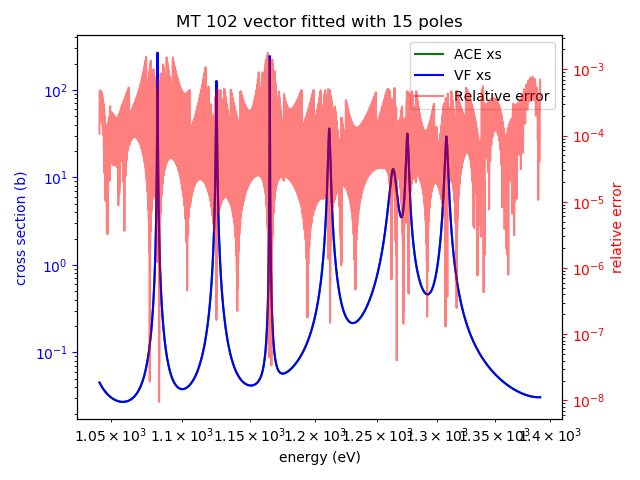 MT 102 vector fitted with 15 poles
ACE xs
VF xs
Relative error
10²
10¹
10⁰
10⁻¹
cross section (b)
10⁻³
10⁻⁴
10⁻⁵
10⁻⁶
10⁻⁷
10⁻⁸
relative error
1.05 × 10³ 1.1 × 10³ 1.15 × 10³ 1.2 × 10³ 1.25 × 10³ 1.3 × 10³ 1.35 × 10³ 1.4 × 10³
energy (eV)